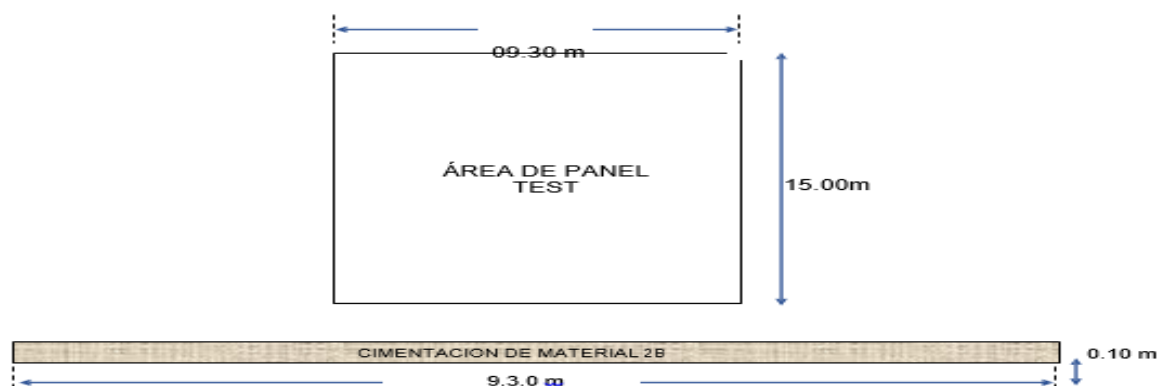 09.30 m
ÁREA DE PANEL
TEST
15.00m
CIMENTACION DE MATERIAL 2B
0.10 m
9.3.0 m